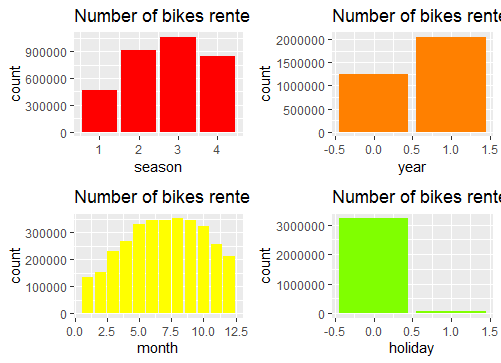 Number of bikes rente
count
900000
600000
300000
0
1 2 3 4
season
Number of bikes rente
count
2000000
1500000
1000000
500000
0
-0.5 0.0 0.5 1.0 1.5
year
Number of bikes rente
count
300000
200000
100000
0
0.0 2.5 5.0 7.5 10.0 12.5
month
Number of bikes rente
count
3000000
2000000
1000000
0
-0.5 0.0 0.5 1.0 1.5
holiday